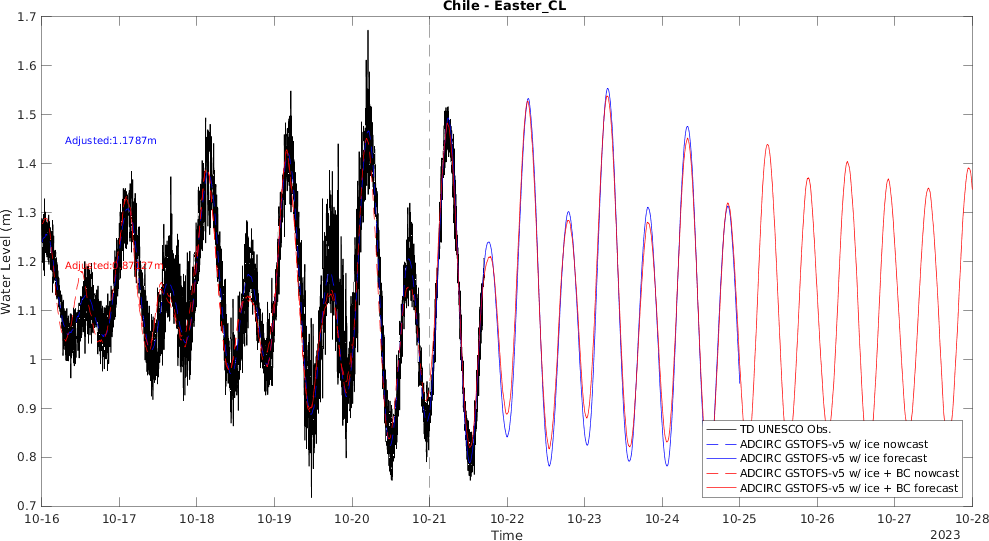 Chile - Easter_CL
1.7
1.6
1.5
1.4
1.3
1.2
1.1
1
0.9
0.8
0.7
Water Level (m)
Adjusted:1.1787m
10-16
10-17
10-18
10-19
10-20
10-21
10-22
10-23
10-24
10-25
10-26
10-27
10-28
Time
2023
TD UNESCO Obs.
ADCIRC GSTOFS-v5 w/ ice nowcast
ADCIRC GSTOFS-v5 w/ ice forecast
ADCIRC GSTOFS-v5 w/ ice + BC nowcast
ADCIRC GSTOFS-v5 w/ ice + BC forecast